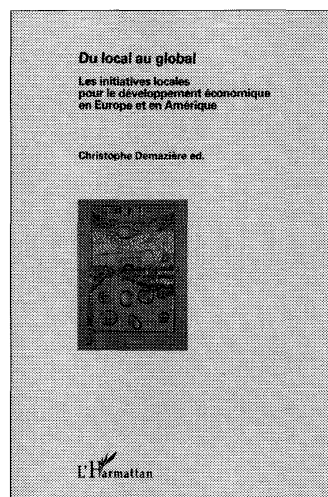 Du local au global
Les initiatives locales
pour le développement économique
en Europe et en Amérique
Christophe Demazière ed.
L'Harmattan